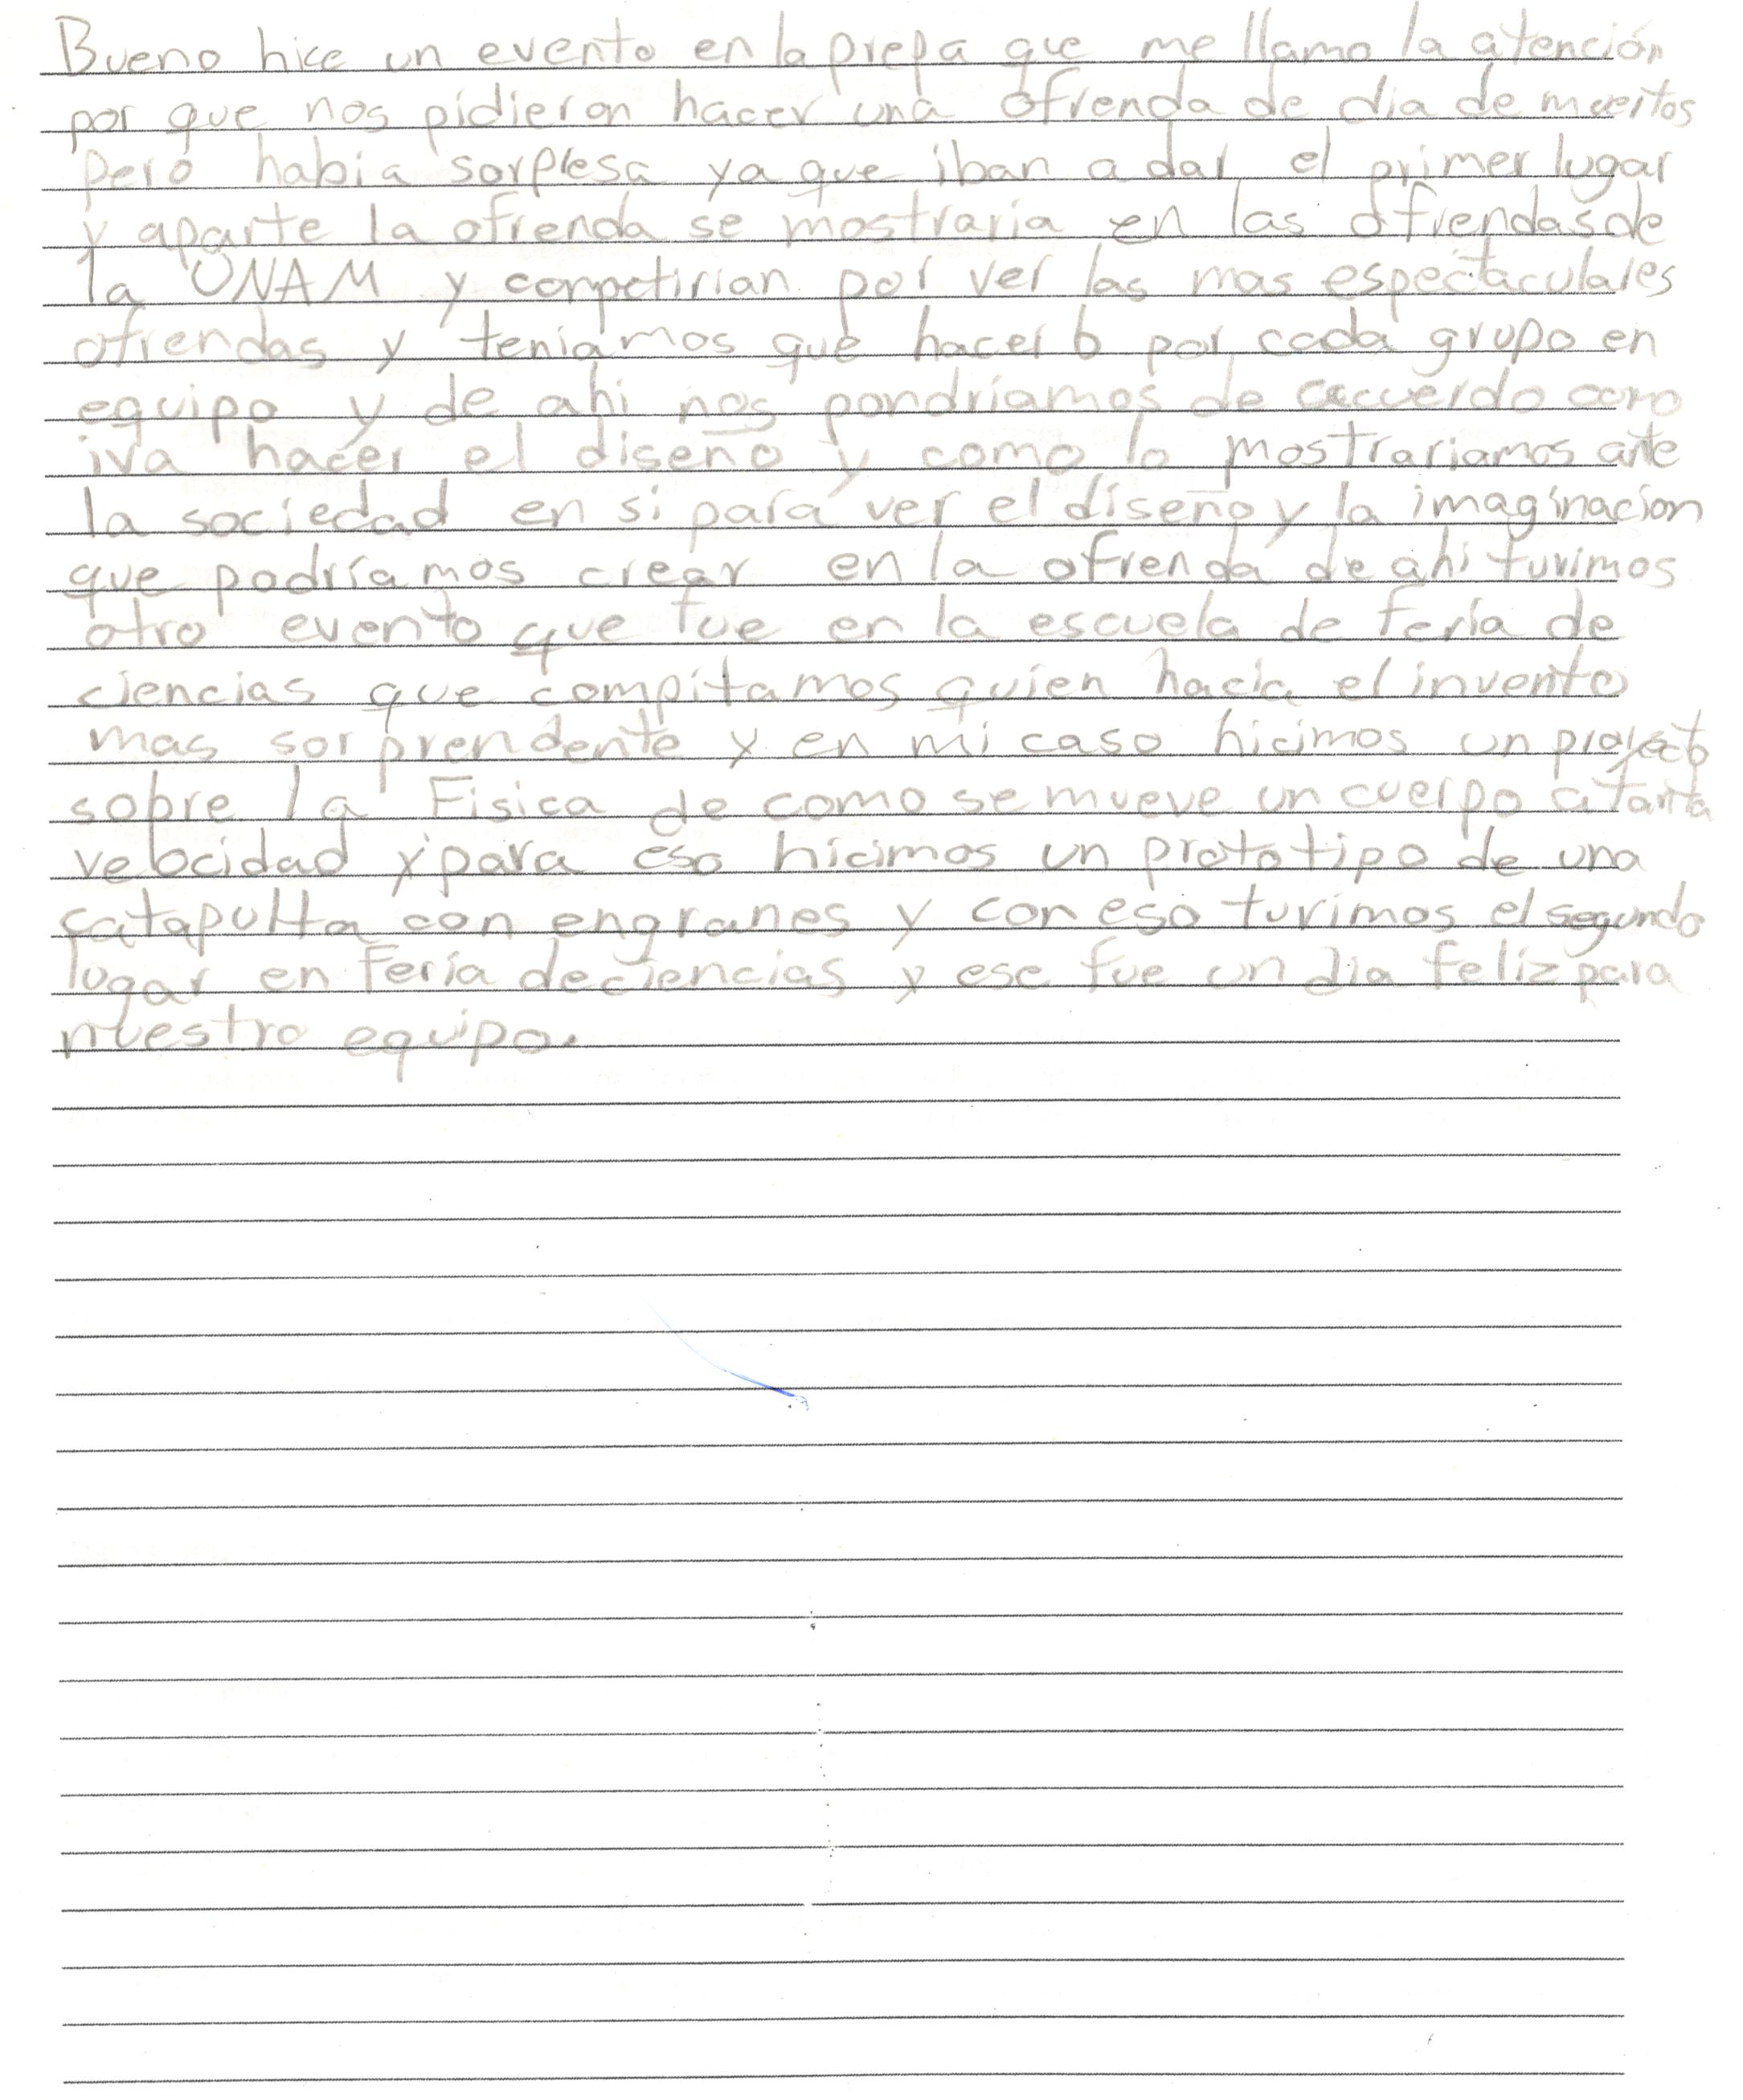 Bueno hice un evento en la prepa que me llamo la atención
por que nos pidieron hacer una ofrenda de dia de muertos
pero habia sorplesa ya que iban a dar el primer lugar
y aparte la ofrenda se mostraria en las ofrendas de
la UNAM y competirian por ver las mas espectaculares
ofrendas y teniamos que hacer 6 por cada grupo en
equipo y de ahi nos pondríamos de acuerdo como
iva hacer el diseño y como lo mostrariamos ante
la sociedad en si para ver el diseño y la imaginacion
que podríamos crear en la ofrenda de ahi tuvimos
otro evento que fue en la escuela de feria de
ciencias que compitamos quien hacia el invento
mas sorprendente y en mi caso hicimos un proyecto
sobre la Fisica de como se mueve un cuerpo a tanta
velocidad y para eso hicimos un prototipo de una
catapulta con engranes y con eso tuvimos el segundo
lugar en Feria de ciencias y ese fue un dia feliz para
nuestro equipo.